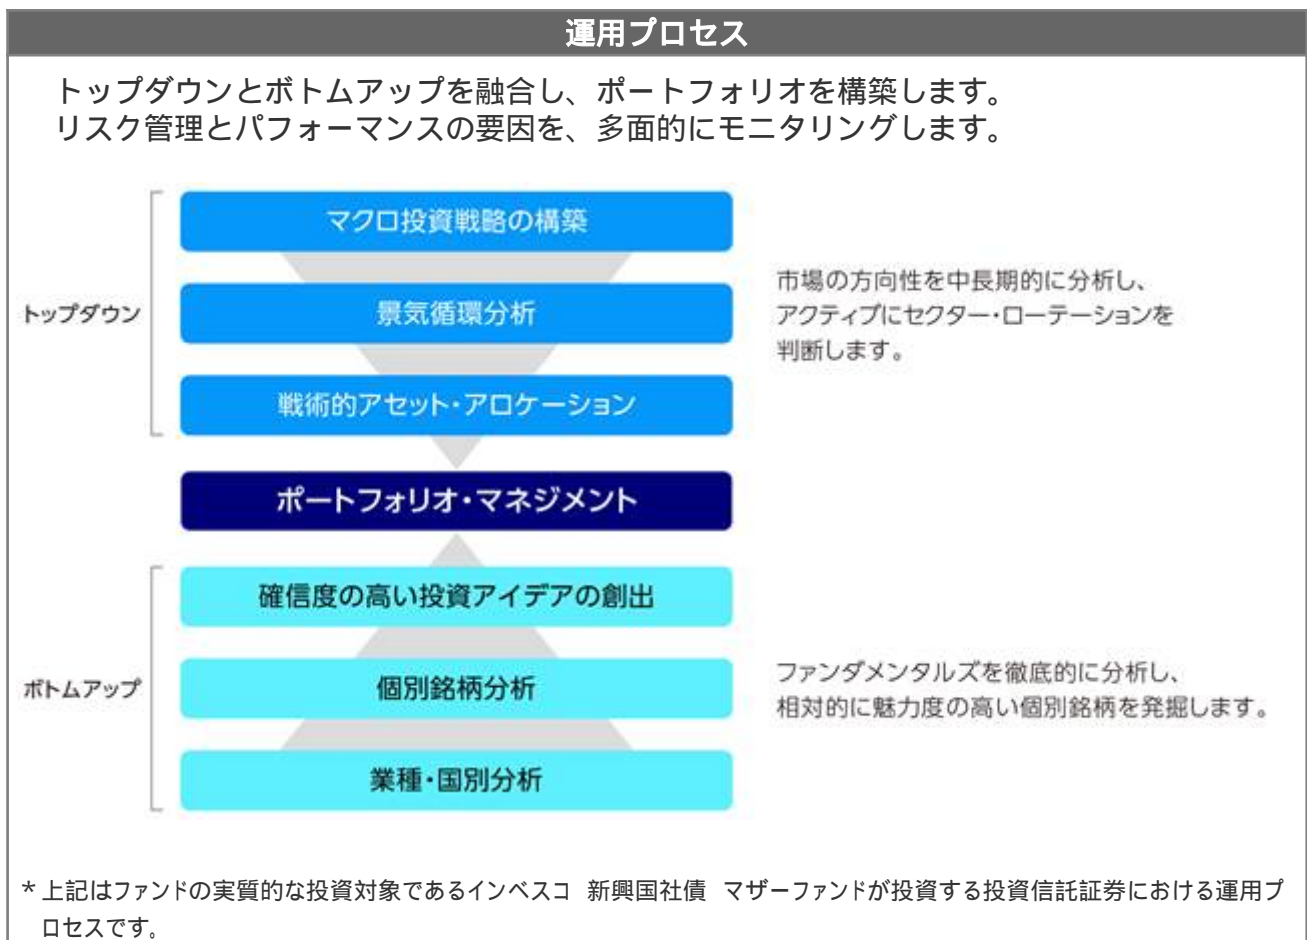 運用プロセス
トップダウンとボトムアップを融合し、ポートフォリオを構築します。
リスク管理とパフォーマンスの要因を、多面的にモニタリングします。
トップダウン
マクロ投資戦略の構築
景気循環分析
戦術的アセット・アロケーション
市場の方向性を中長期的に分析し、
アクティブにセクター・ローテーションを
判断します。
ポートフォリオ・マネジメント
ボトムアップ
確信度の高い投資アイデアの創出
個別銘柄分析
業種・国別分析
ファンダメンタルズを徹底的に分析し、
相対的に魅力度の高い個別銘柄を発掘します。
* 上記はファンドの実質的な投資対象であるインベスコ 新興国社債 マザーファンドが投資する投資信託証券における運用プ
ロセスです。